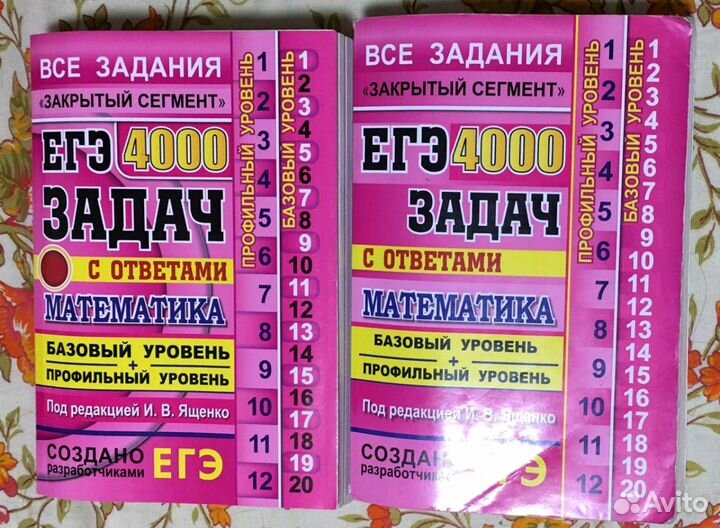 ВСЕ ЗАДАНИЯ
«ЗАКРЫТЫЙ СЕГМЕНТ»
ЕГЭ 4000
ЗАДАЧ
С ОТВЕТАМИ
МАТЕМАТИКА
БАЗОВЫЙ УРОВЕНЬ
+
ПРОФИЛЬНЫЙ УРОВЕНЬ
Под редакцией И. В. Ященко
СОЗДАНО
разработчиками ЕГЭ
ПРОФИЛЬНЫЙ УРОВЕНЬ
1
2
3
4
5
6
7
8
9
10
11
12
БАЗОВЫЙ УРОВЕНЬ
1
2
3
4
5
6
7
8
9
10
11
12
13
14
15
16
17
18
19
20
ВСЕ ЗАДАНИЯ
«ЗАКРЫТЫЙ СЕГМЕНТ»
ЕГЭ 4000
ЗАДАЧ
С ОТВЕТАМИ
МАТЕМАТИКА
БАЗОВЫЙ УРОВЕНЬ
+
ПРОФИЛЬНЫЙ УРОВЕНЬ
Под редакцией И. В. Ященко
СОЗДАНО
разработчиками ЕГЭ
ПРОФИЛЬНЫЙ УРОВЕНЬ
1
2
3
4
5
6
7
8
9
10
11
12
БАЗОВЫЙ УРОВЕНЬ
1
2
3
4
5
6
7
8
9
10
11
12
13
14
15
16
17
18
19
20
Avito